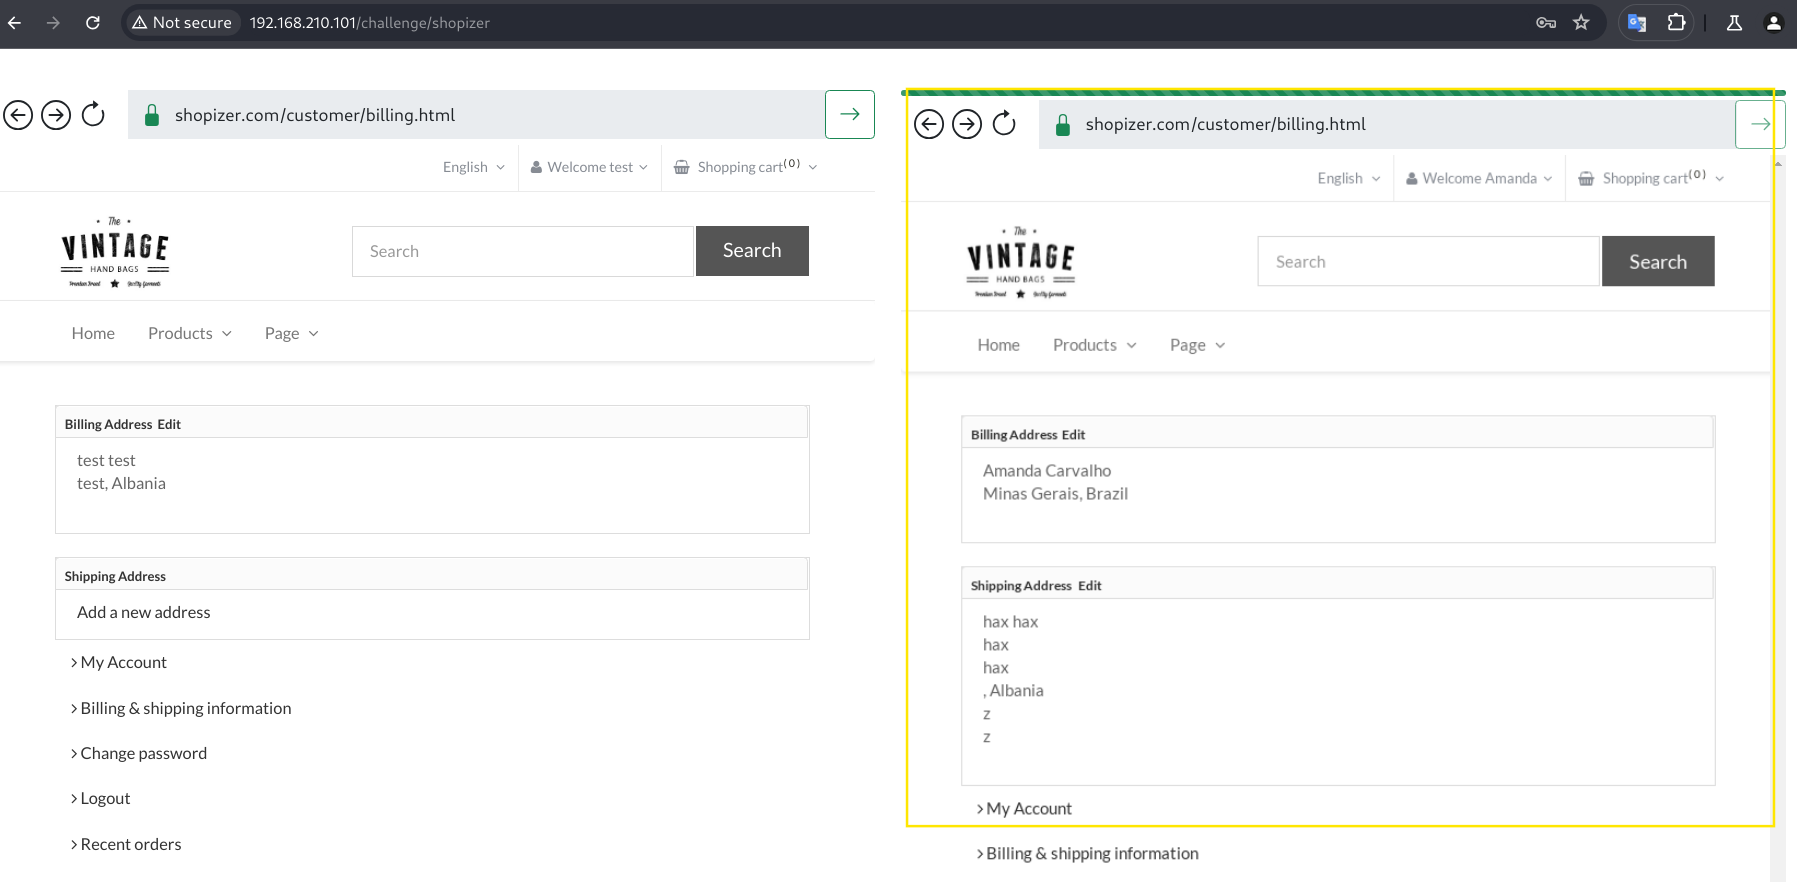 Not secure 192.168.210.101/challenge/shopizer
shopizer.com/customer/billing.html
English Welcome test Shopping cart(0)
The
VINTAGE
HAND BAGS
Search Search
Home Products Page
Billing Address Edit
test test
test, Albania
Shipping Address
Add a new address
My Account
Billing & shipping information
Change password
Logout
Recent orders
shopizer.com/customer/billing.html
English Welcome Amanda Shopping cart(0)
The
VINTAGE
HAND BAGS
Search Search
Home Products Page
Billing Address Edit
Amanda Carvalho
Minas Gerais, Brazil
Shipping Address Edit
hax hax
hax
hax
, Albania
z
z
My Account
Billing & shipping information